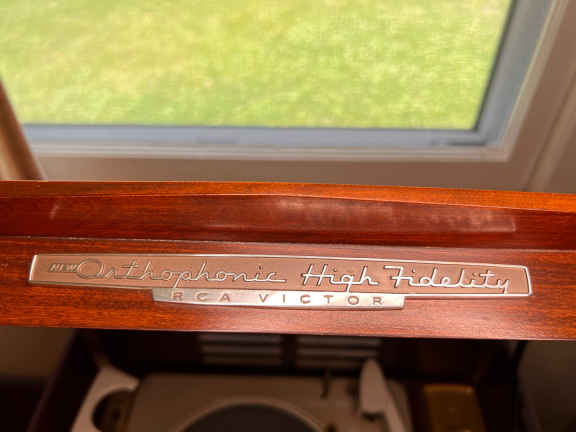 NEW Orthophonic High Fidelity
RCA VICTOR